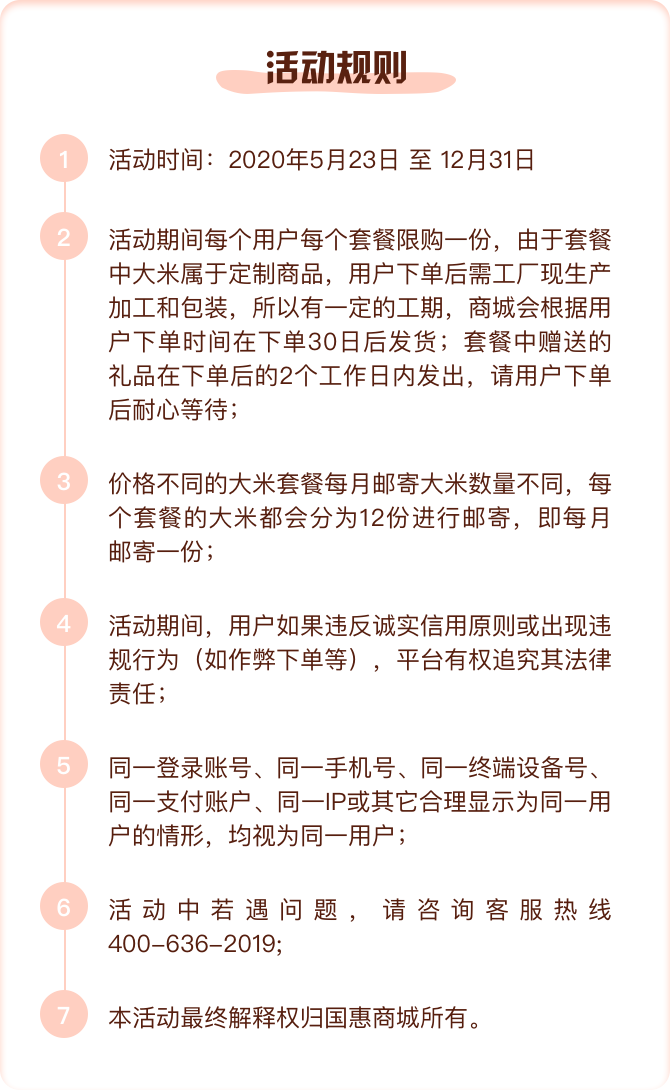 活动规则
1
活动时间：2020年5月23日 至 12月31日
2
活动期间每个用户每个套餐限购一份，由于套餐
中大米属于定制商品，用户下单后需工厂现生产
加工和包装，所以有一定的工期，商城会根据用
户下单时间在下单30日后发货；套餐中赠送的
礼品在下单后的2个工作日内发出，请用户下单
后耐心等待；
3
价格不同的大米套餐每月邮寄大米数量不同，每
个套餐的大米都会分为12份进行邮寄，即每月
邮寄一份；
4
活动期间，用户如果违反诚实信用原则或出现违
规行为（如作弊下单等），平台有权追究其法律
责任；
5
同一登录账号、同一手机号、同一终端设备号、
同一支付账户、同一IP或其它合理显示为同一用
户的情形，均视为同一用户；
6
活动中若遇问题，请咨询客服热线
400-636-2019;
7
本活动最终解释权归国惠商城所有。